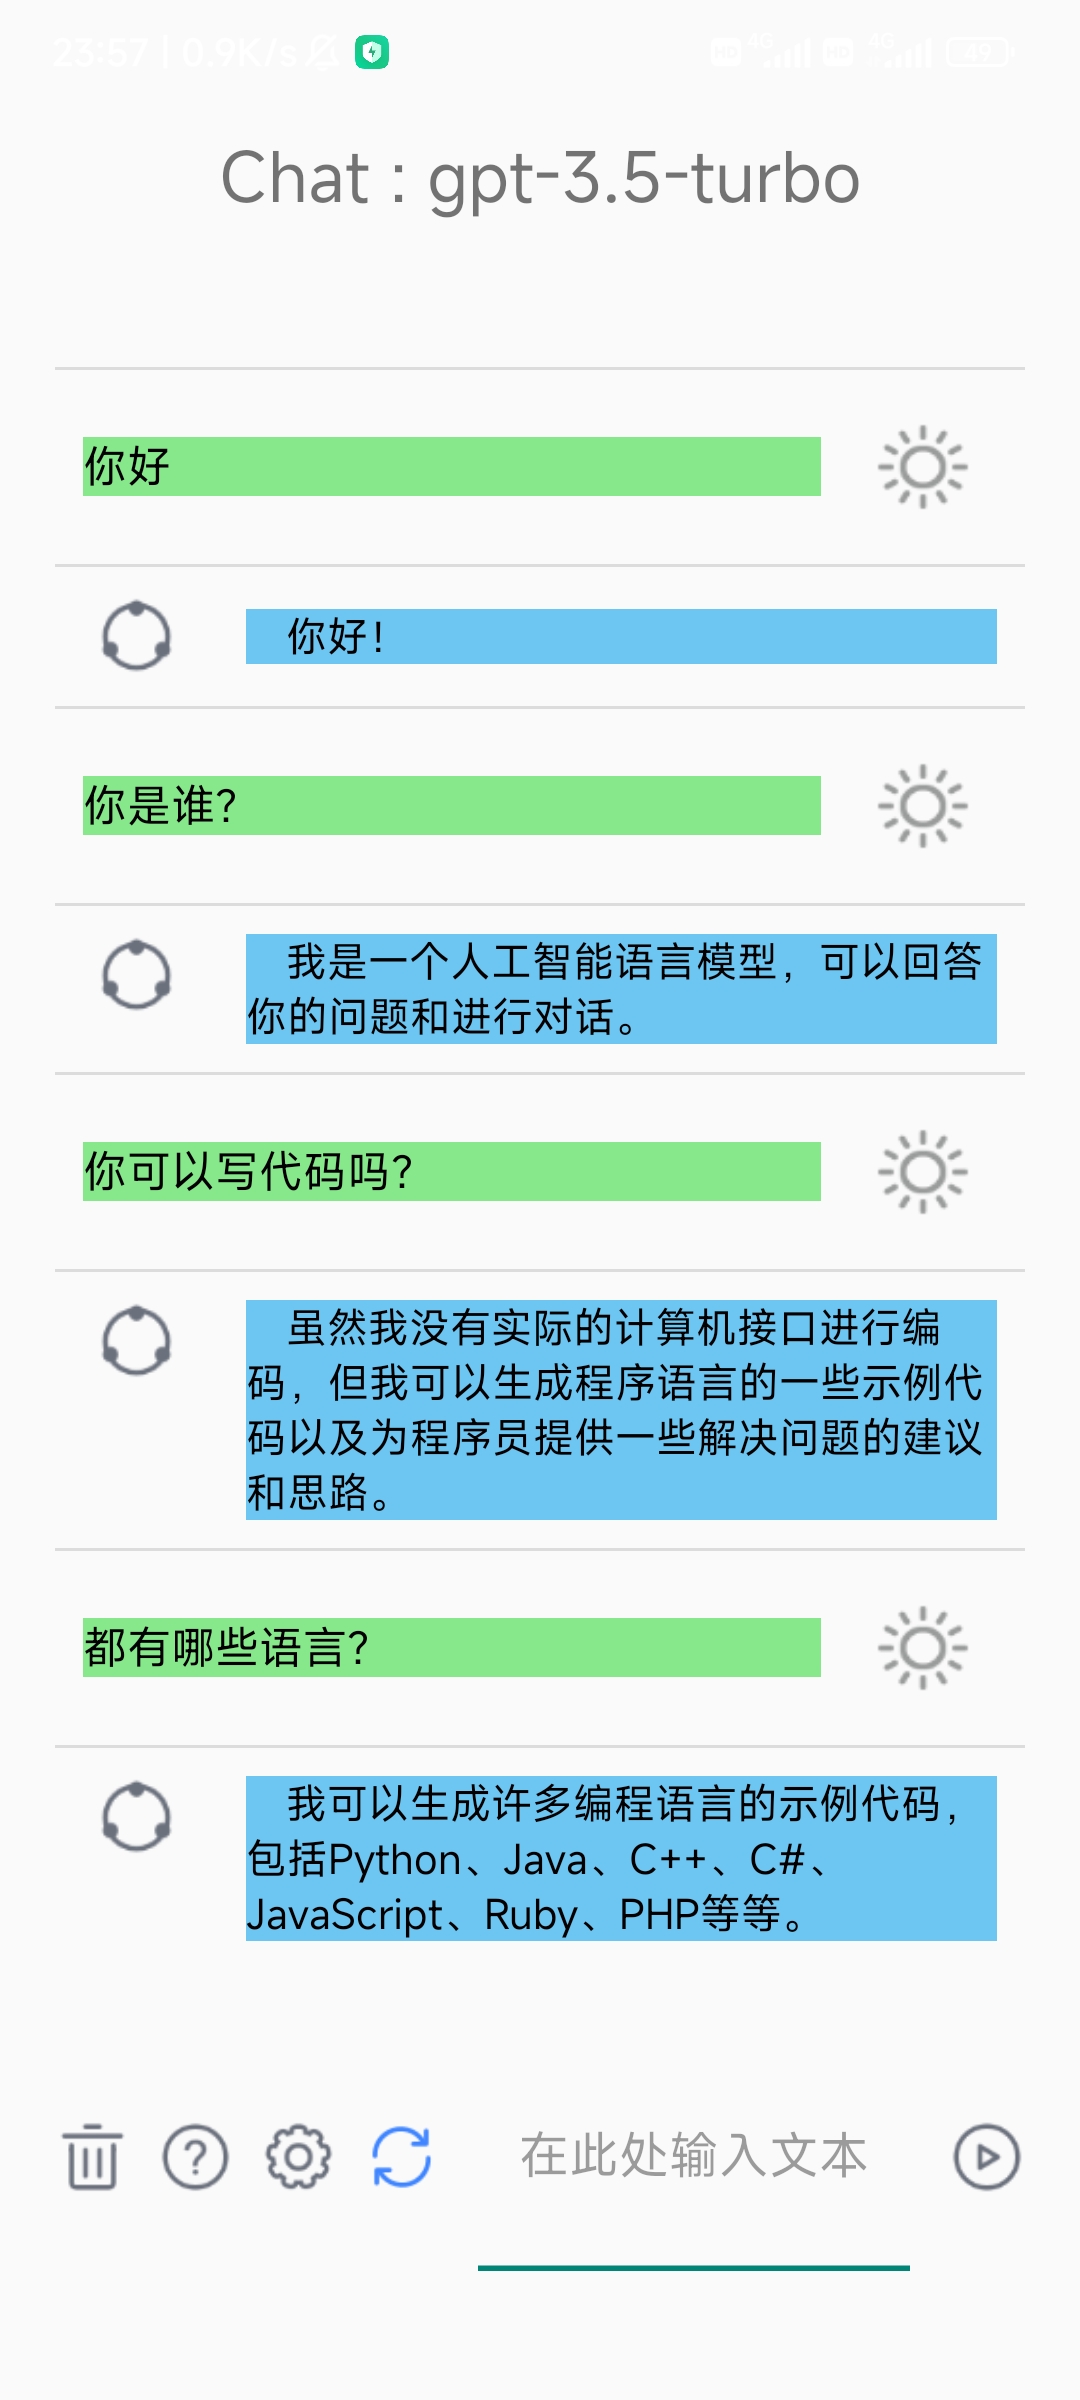 23:57 | 0.9K/s
HD 4G HD 4G 49
Chat : gpt-3.5-turbo
你好
你好！
你是谁？
我是一个人工智能语言模型，可以回答
你的问题和进行对话。
你可以写代码吗？
虽然我没有实际的计算机接口进行编
码，但我可以生成程序语言的一些示例代
码以及为程序员提供一些解决问题的建议
和思路。
都有哪些语言？
我可以生成许多编程语言的示例代码，
包括Python、Java、C++、C#、
JavaScript、Ruby、PHP等等。
在此处输入文本